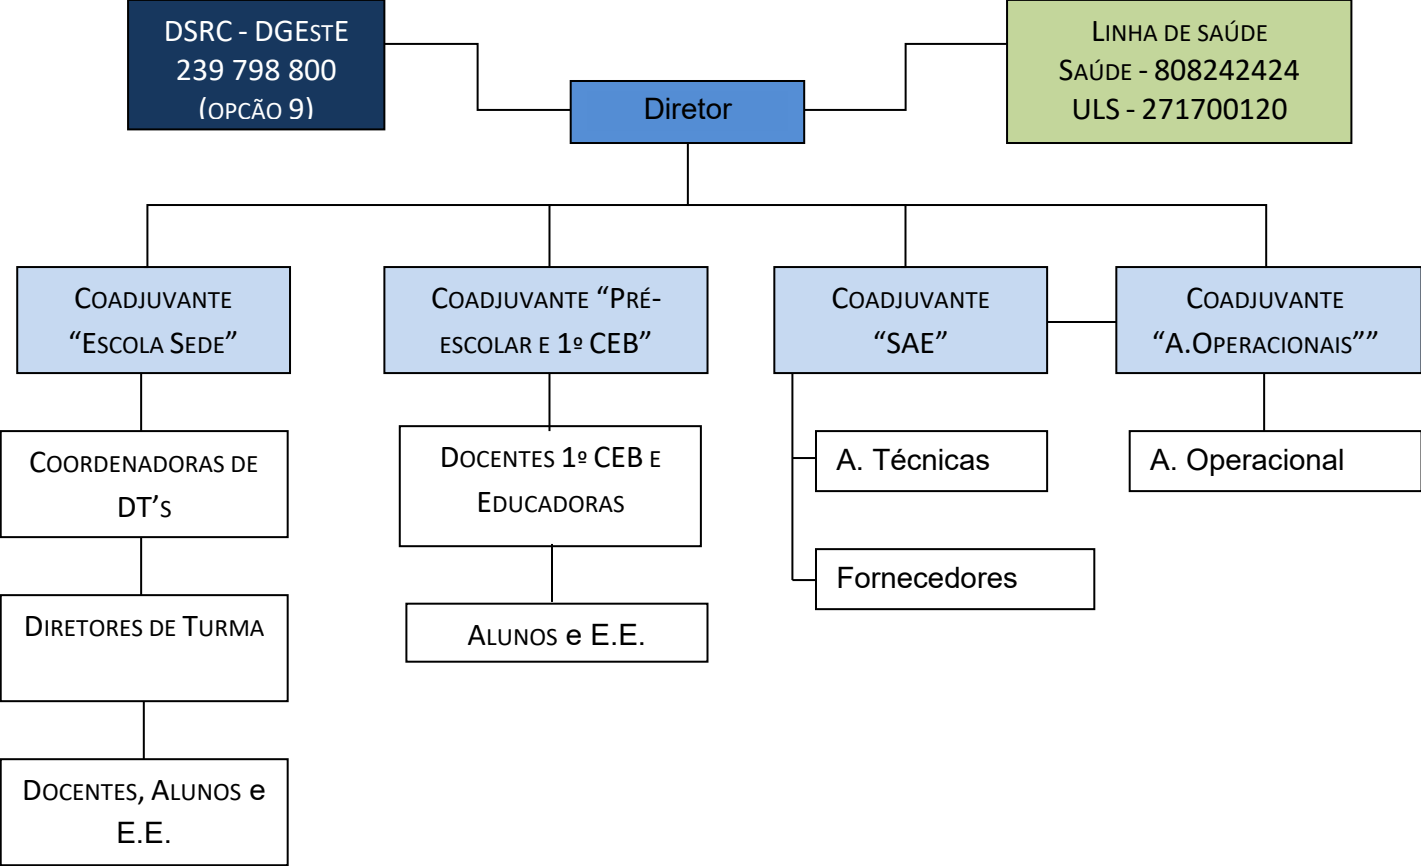 DSRC - DGEstE
239 798 800
(opcão 9)
Linha de saúde
Saúde - 808242424
ULS - 271700120
Diretor
Coadjuvante
“Escola Sede”
Coadjuvante “Pré-
escolar e 1º CEB”
Coadjuvante
“SAE”
Coadjuvante
“A.Operacionais””
Coordenadoras de
DT’s
Docentes 1º CEB e
Educadoras
A. Técnicas
A. Operacional
Fornecedores
Diretores de Turma
Alunos e E.E.
Docentes, Alunos e
E.E.